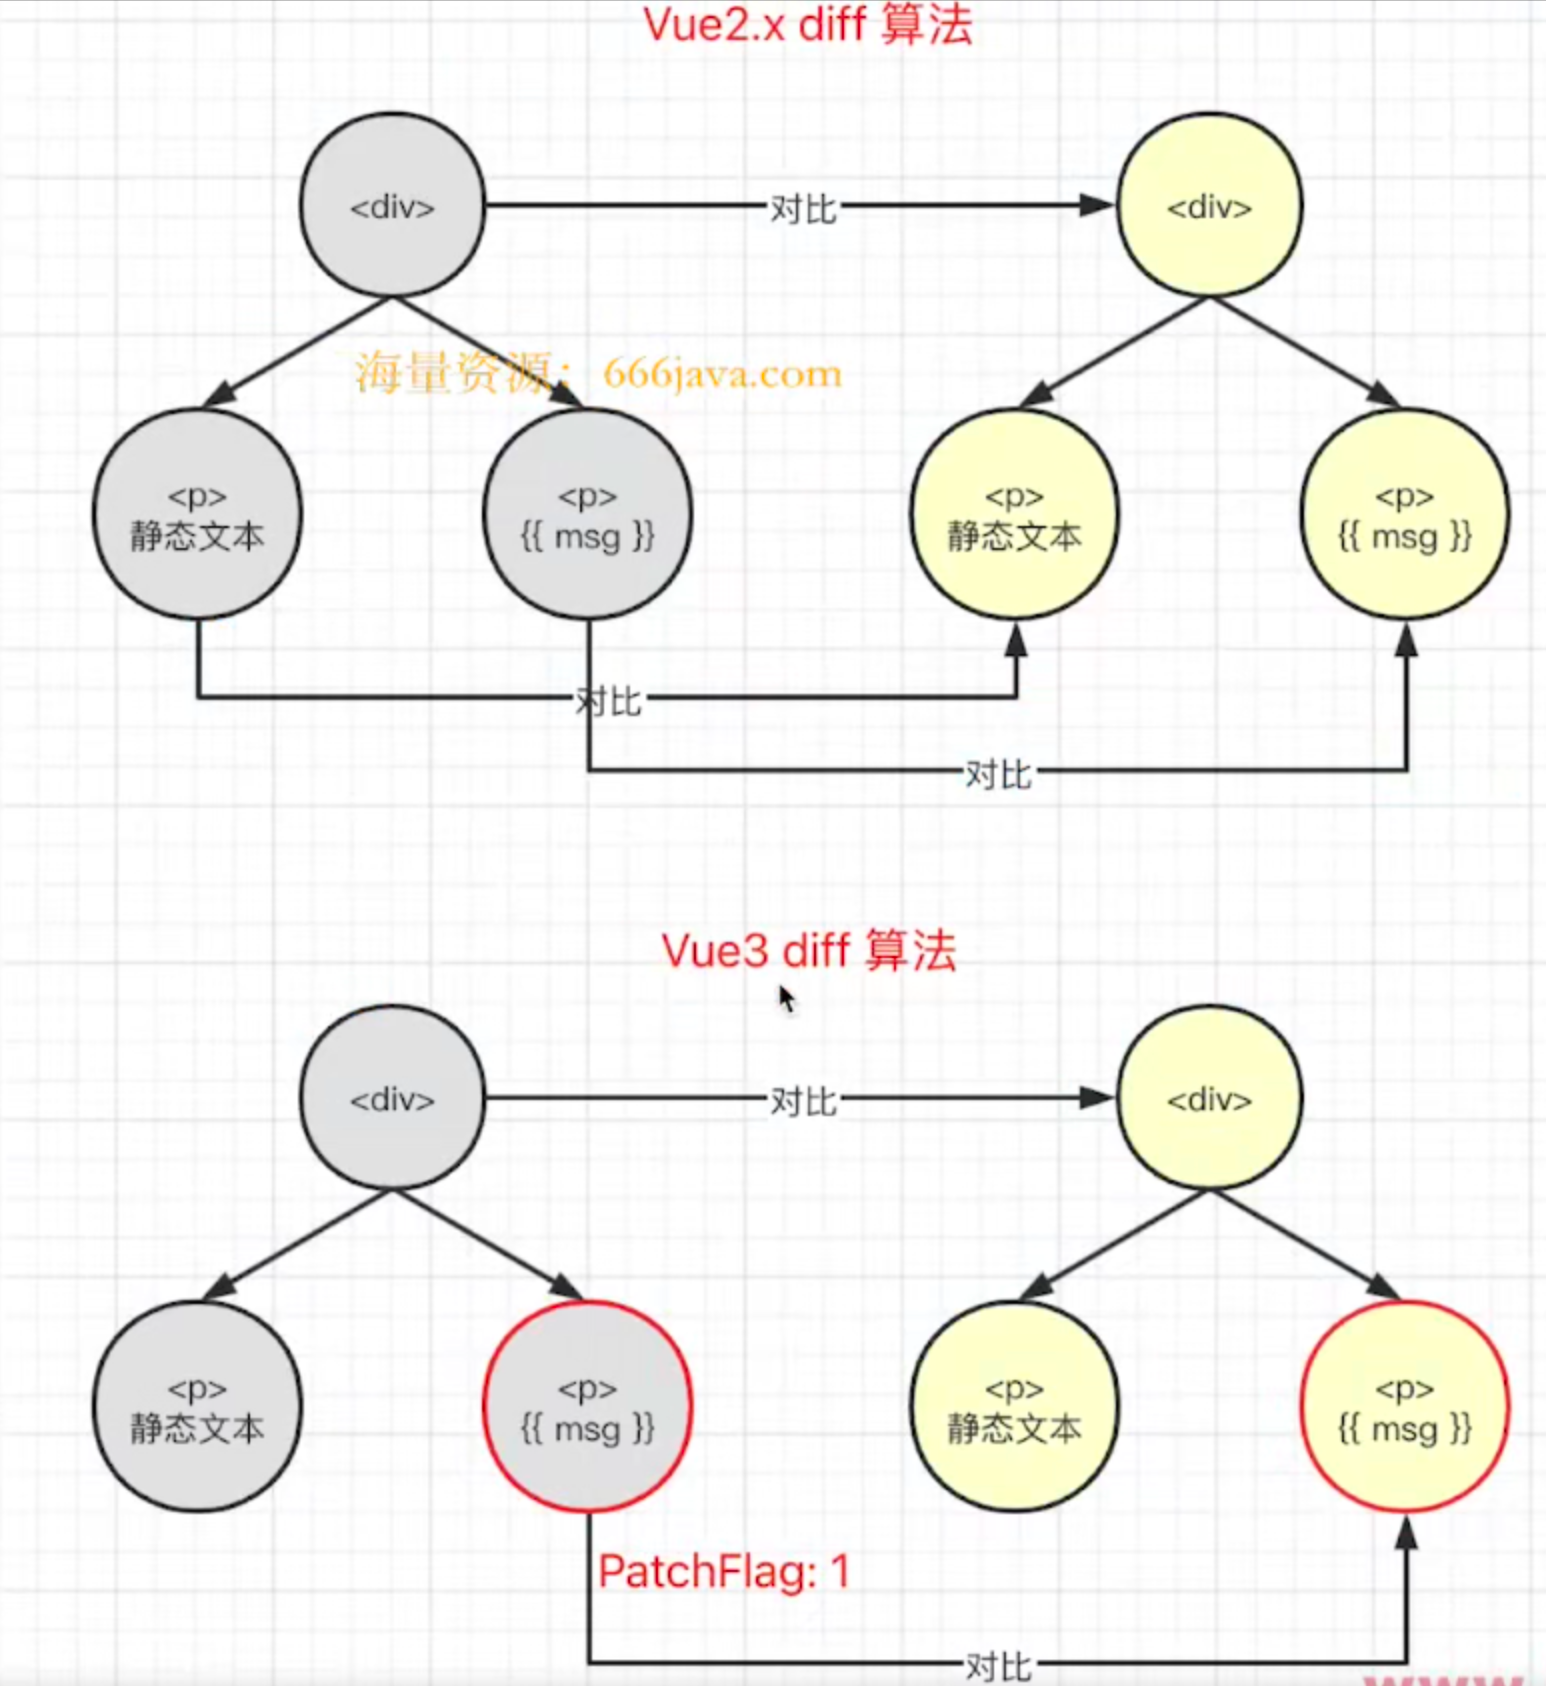 Vue2.x diff 算法
<div>
对比
<div>
海量资源：666java.com
<p>
静态文本
<p>
{{ msg }}
<p>
静态文本
<p>
{{ msg }}
对比
对比
Vue3 diff 算法
<div>
对比
<div>
<p>
静态文本
<p>
{{ msg }}
<p>
静态文本
<p>
{{ msg }}
PatchFlag: 1
对比